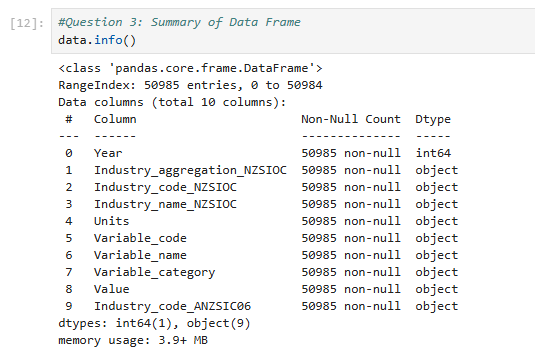 [12]: #Question 3: Summary of Data Frame
data.info()
<class 'pandas.core.frame.DataFrame'>
RangeIndex: 50985 entries, 0 to 50984
Data columns (total 10 columns):
 #   Column                      Non-Null Count  Dtype
---  ------                      --------------  -----
 0   Year                        50985 non-null  int64
 1   Industry_aggregation_NZSIOC  50985 non-null  object
 2   Industry_code_NZSIOC        50985 non-null  object
 3   Industry_name_NZSIOC        50985 non-null  object
 4   Units                       50985 non-null  object
 5   Variable_code               50985 non-null  object
 6   Variable_name               50985 non-null  object
 7   Variable_category           50985 non-null  object
 8   Value                       50985 non-null  object
 9   Industry_code_ANZSIC06      50985 non-null  object
dtypes: int64(1), object(9)
memory usage: 3.9+ MB